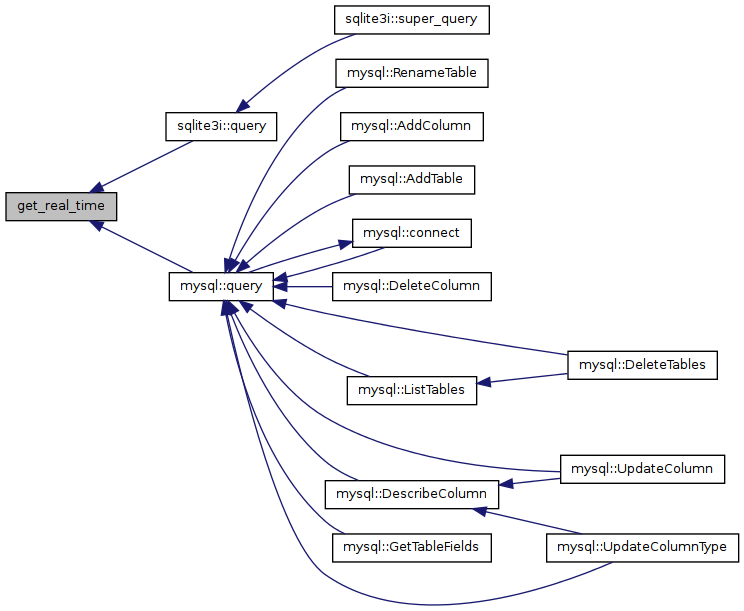 sqlite3i::super_query
mysql::RenameTable
sqlite3i::query
mysql::AddColumn
mysql::AddTable
get_real_time
mysql::connect
mysql::query
mysql::DeleteColumn
mysql::DeleteTables
mysql::ListTables
mysql::UpdateColumn
mysql::DescribeColumn
mysql::GetTableFields
mysql::UpdateColumnType